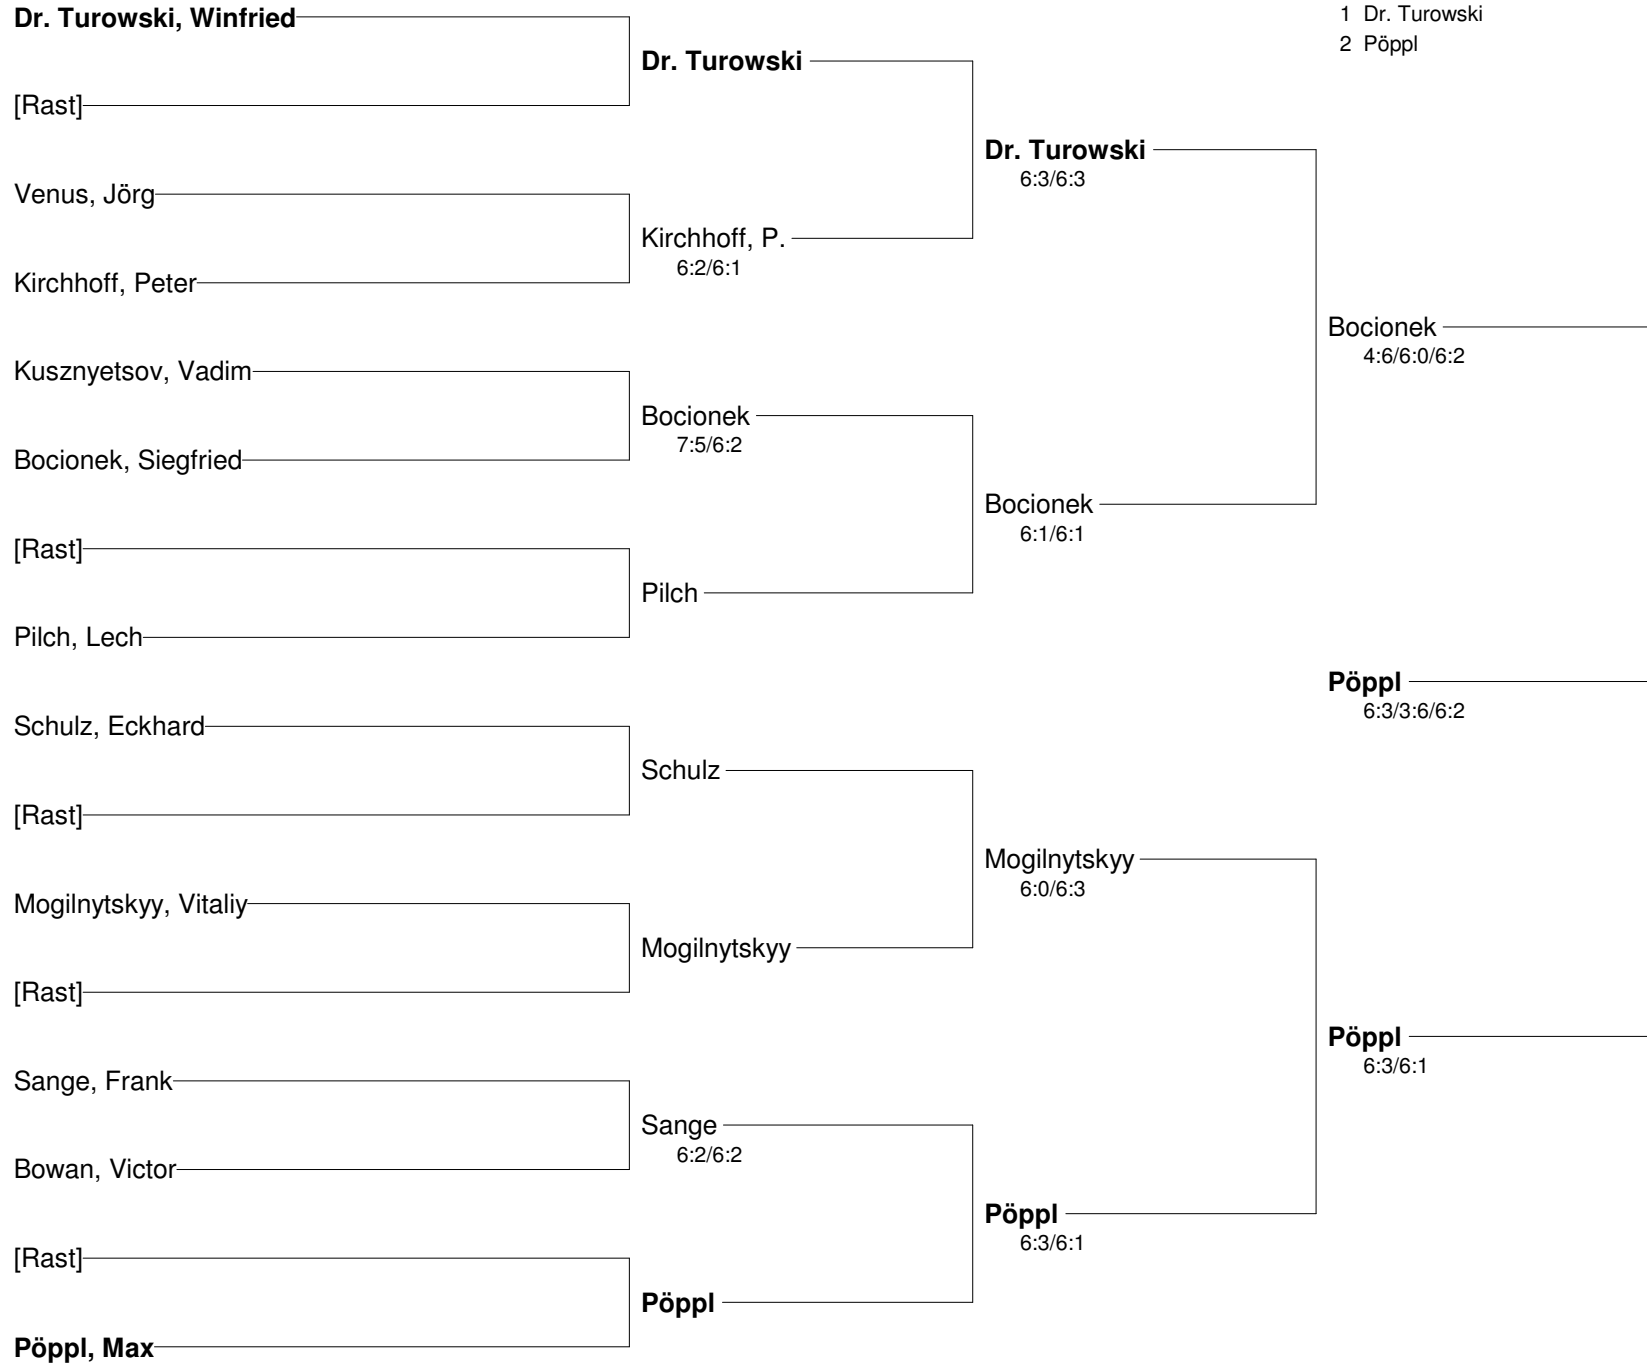 Dr. Turowski, Winfried
[Rast]
Venus, Jörg
Kirchhoff, Peter
Kusznyetsov, Vadim
Bocionek, Siegfried
[Rast]
Pilch, Lech
Schulz, Eckhard
[Rast]
Mogilnytskyy, Vitaliy
[Rast]
Sange, Frank
Bowan, Victor
[Rast]
Pöppl, Max
Dr. Turowski
Kirchhoff, P.
6:2/6:1
Bocionek
7:5/6:2
Pilch
Schulz
Mogilnytskyy
Sange
6:2/6:2
Pöppl
Dr. Turowski
6:3/6:3
Bocionek
6:1/6:1
Mogilnytskyy
6:0/6:3
Pöppl
6:3/6:1
1 Dr. Turowski
2 Pöppl
Bocionek
4:6/6:0/6:2
Pöppl
6:3/3:6/6:2
Pöppl
6:3/6:1